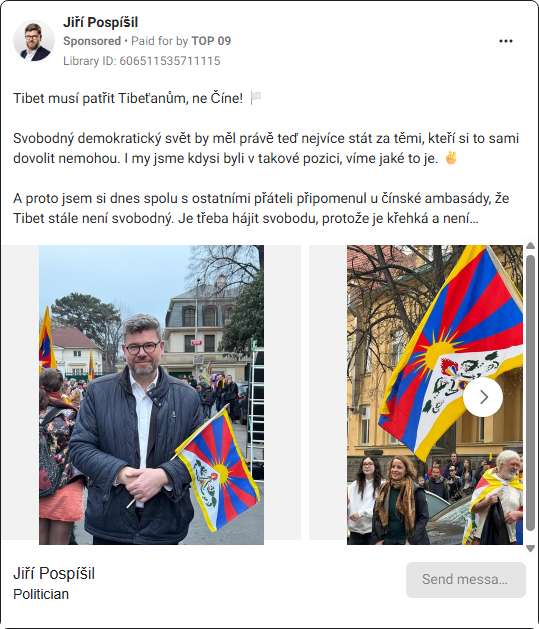 Jiří Pospíšil
Sponsored • Paid for by TOP 09
Library ID: 606511535711115
Tibet musí patřit Tibeťanům, ne Číne!
Svobodný demokratický svět by měl právě teď nejvíce stát za těmi, kteří si to sami
dovolit nemohou. I my jsme kdysi byli v takové pozici, víme jaké to je. ✌
A proto jsem si dnes spolu s ostatními přáteli připomenul u čínské ambasády, že
Tibet stále není svobodný. Je třeba hájit svobodu, protože je křehká a není...
Jiří Pospíšil
Politician
Send messa...